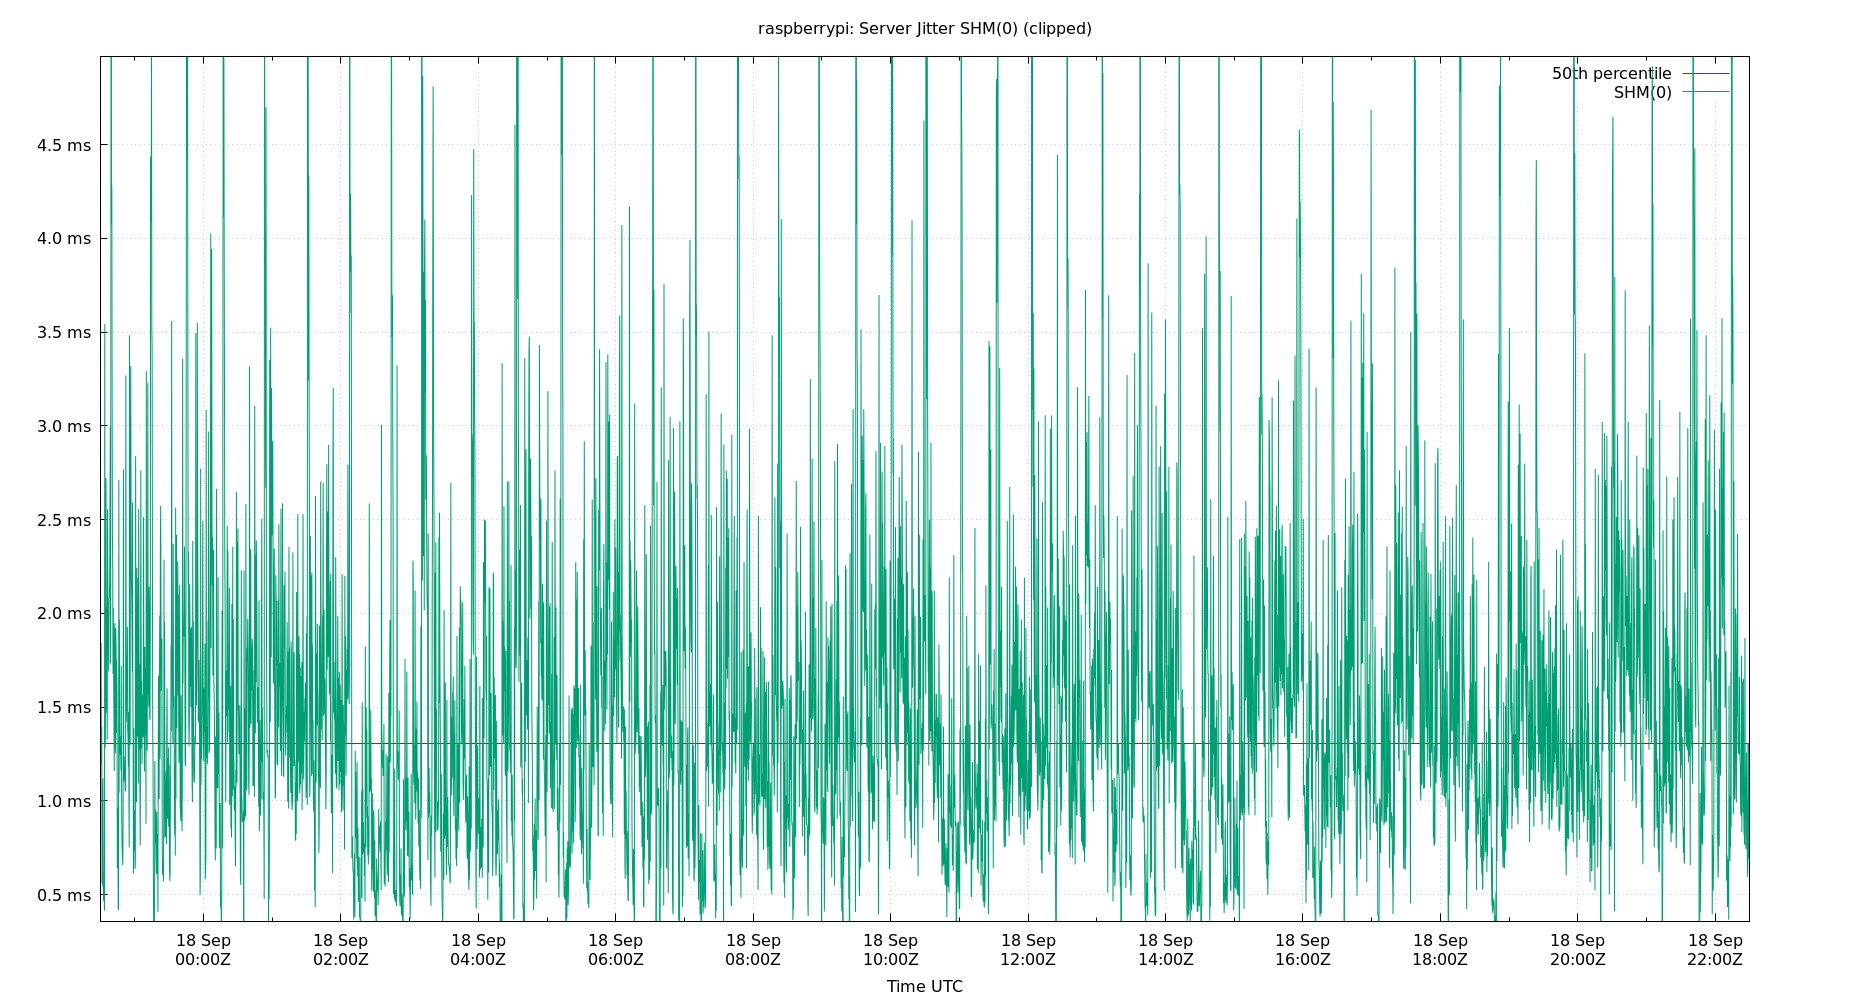 raspberrypi: Server Jitter SHM(0) (clipped)
50th percentile
SHM(0)
4.5 ms
4.0 ms
3.5 ms
3.0 ms
2.5 ms
2.0 ms
1.5 ms
1.0 ms
0.5 ms
18 Sep 18 Sep 18 Sep 18 Sep 18 Sep 18 Sep 18 Sep 18 Sep 18 Sep 18 Sep 18 Sep 18 Sep
00:00Z 02:00Z 04:00Z 06:00Z 08:00Z 10:00Z 12:00Z 14:00Z 16:00Z 18:00Z 20:00Z 22:00Z
Time UTC